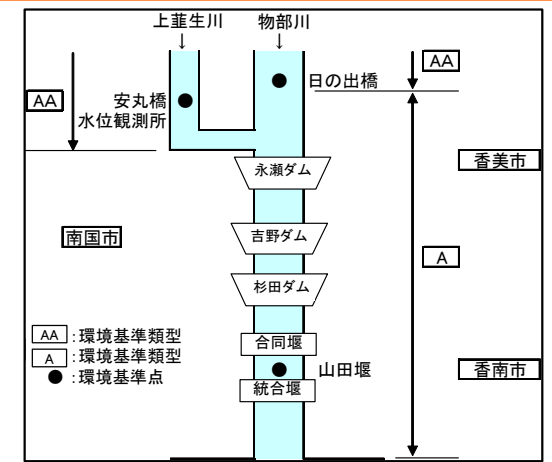 上韮生川
物部川
↓
↓
AA
日の出橋
AA
安丸橋
水位観測所
永瀬ダム
香美市
南国市
吉野ダム
A
杉田ダム
AA:環境基準類型
A:環境基準類型
●:環境基準点
合同堰
山田堰
統合堰
香南市